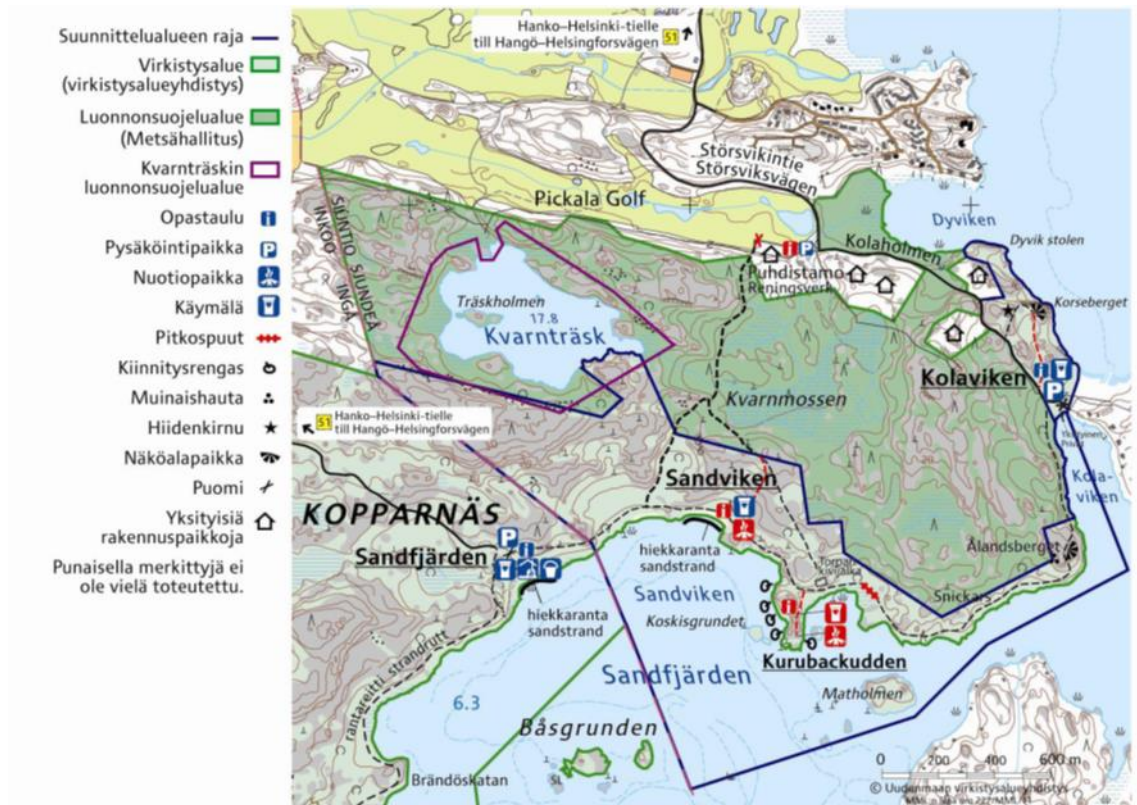 Suunnittelualueen raja
Virkistysalue
(virkistysalueyhdistys)
Luonnonsuojelualue
(Metsähallitus)
Kvarnträskin
luonnonsuojelualue
Opastaulu
Pysäköintipaikka
Nuotiopaikka
Käymälä
Pitkospuut
Kiinnitysrengas
Muinaishauta
Hiidenkirnu
Näköalapaikka
Puomi
Yksityisiä
rakennuspaikkoja
Punaisella merkittyjä ei
ole vielä toteutettu.
Hanko–Helsinki-tielle
till Hangö–Helsingforsvägen
51
Störsvikintie
Störsviksvägen
Pickala Golf
Dyviken
Dyvik stolen
Kolaholmen
Korseberget
Puhdistamo
Reningsverk
SIUNTIO SIUNDEÅ
INKOO INGÅ
Träskholmen
17.8
Kvarnträsk
Kolaviken
Kvarnmossen
51
Hanko–Helsinki-tielle
till Hangö–Helsingforsvägen
Kola-
viken
Sandviken
KOPPARNÄS
Sandfjärden
hiekkaranta
sandstrand
Ålandsberget
Snickars
hiekkaranta
sandstrand
Sandviken
Koskisgrundet
Kurubackudden
Sandfjärden
Matholmen
rantareitti strandrutt
6.3
Båsgrunden
Brändöskatan
0 200 400 600 m
© Uudenmaan virkistysalueyhdistys